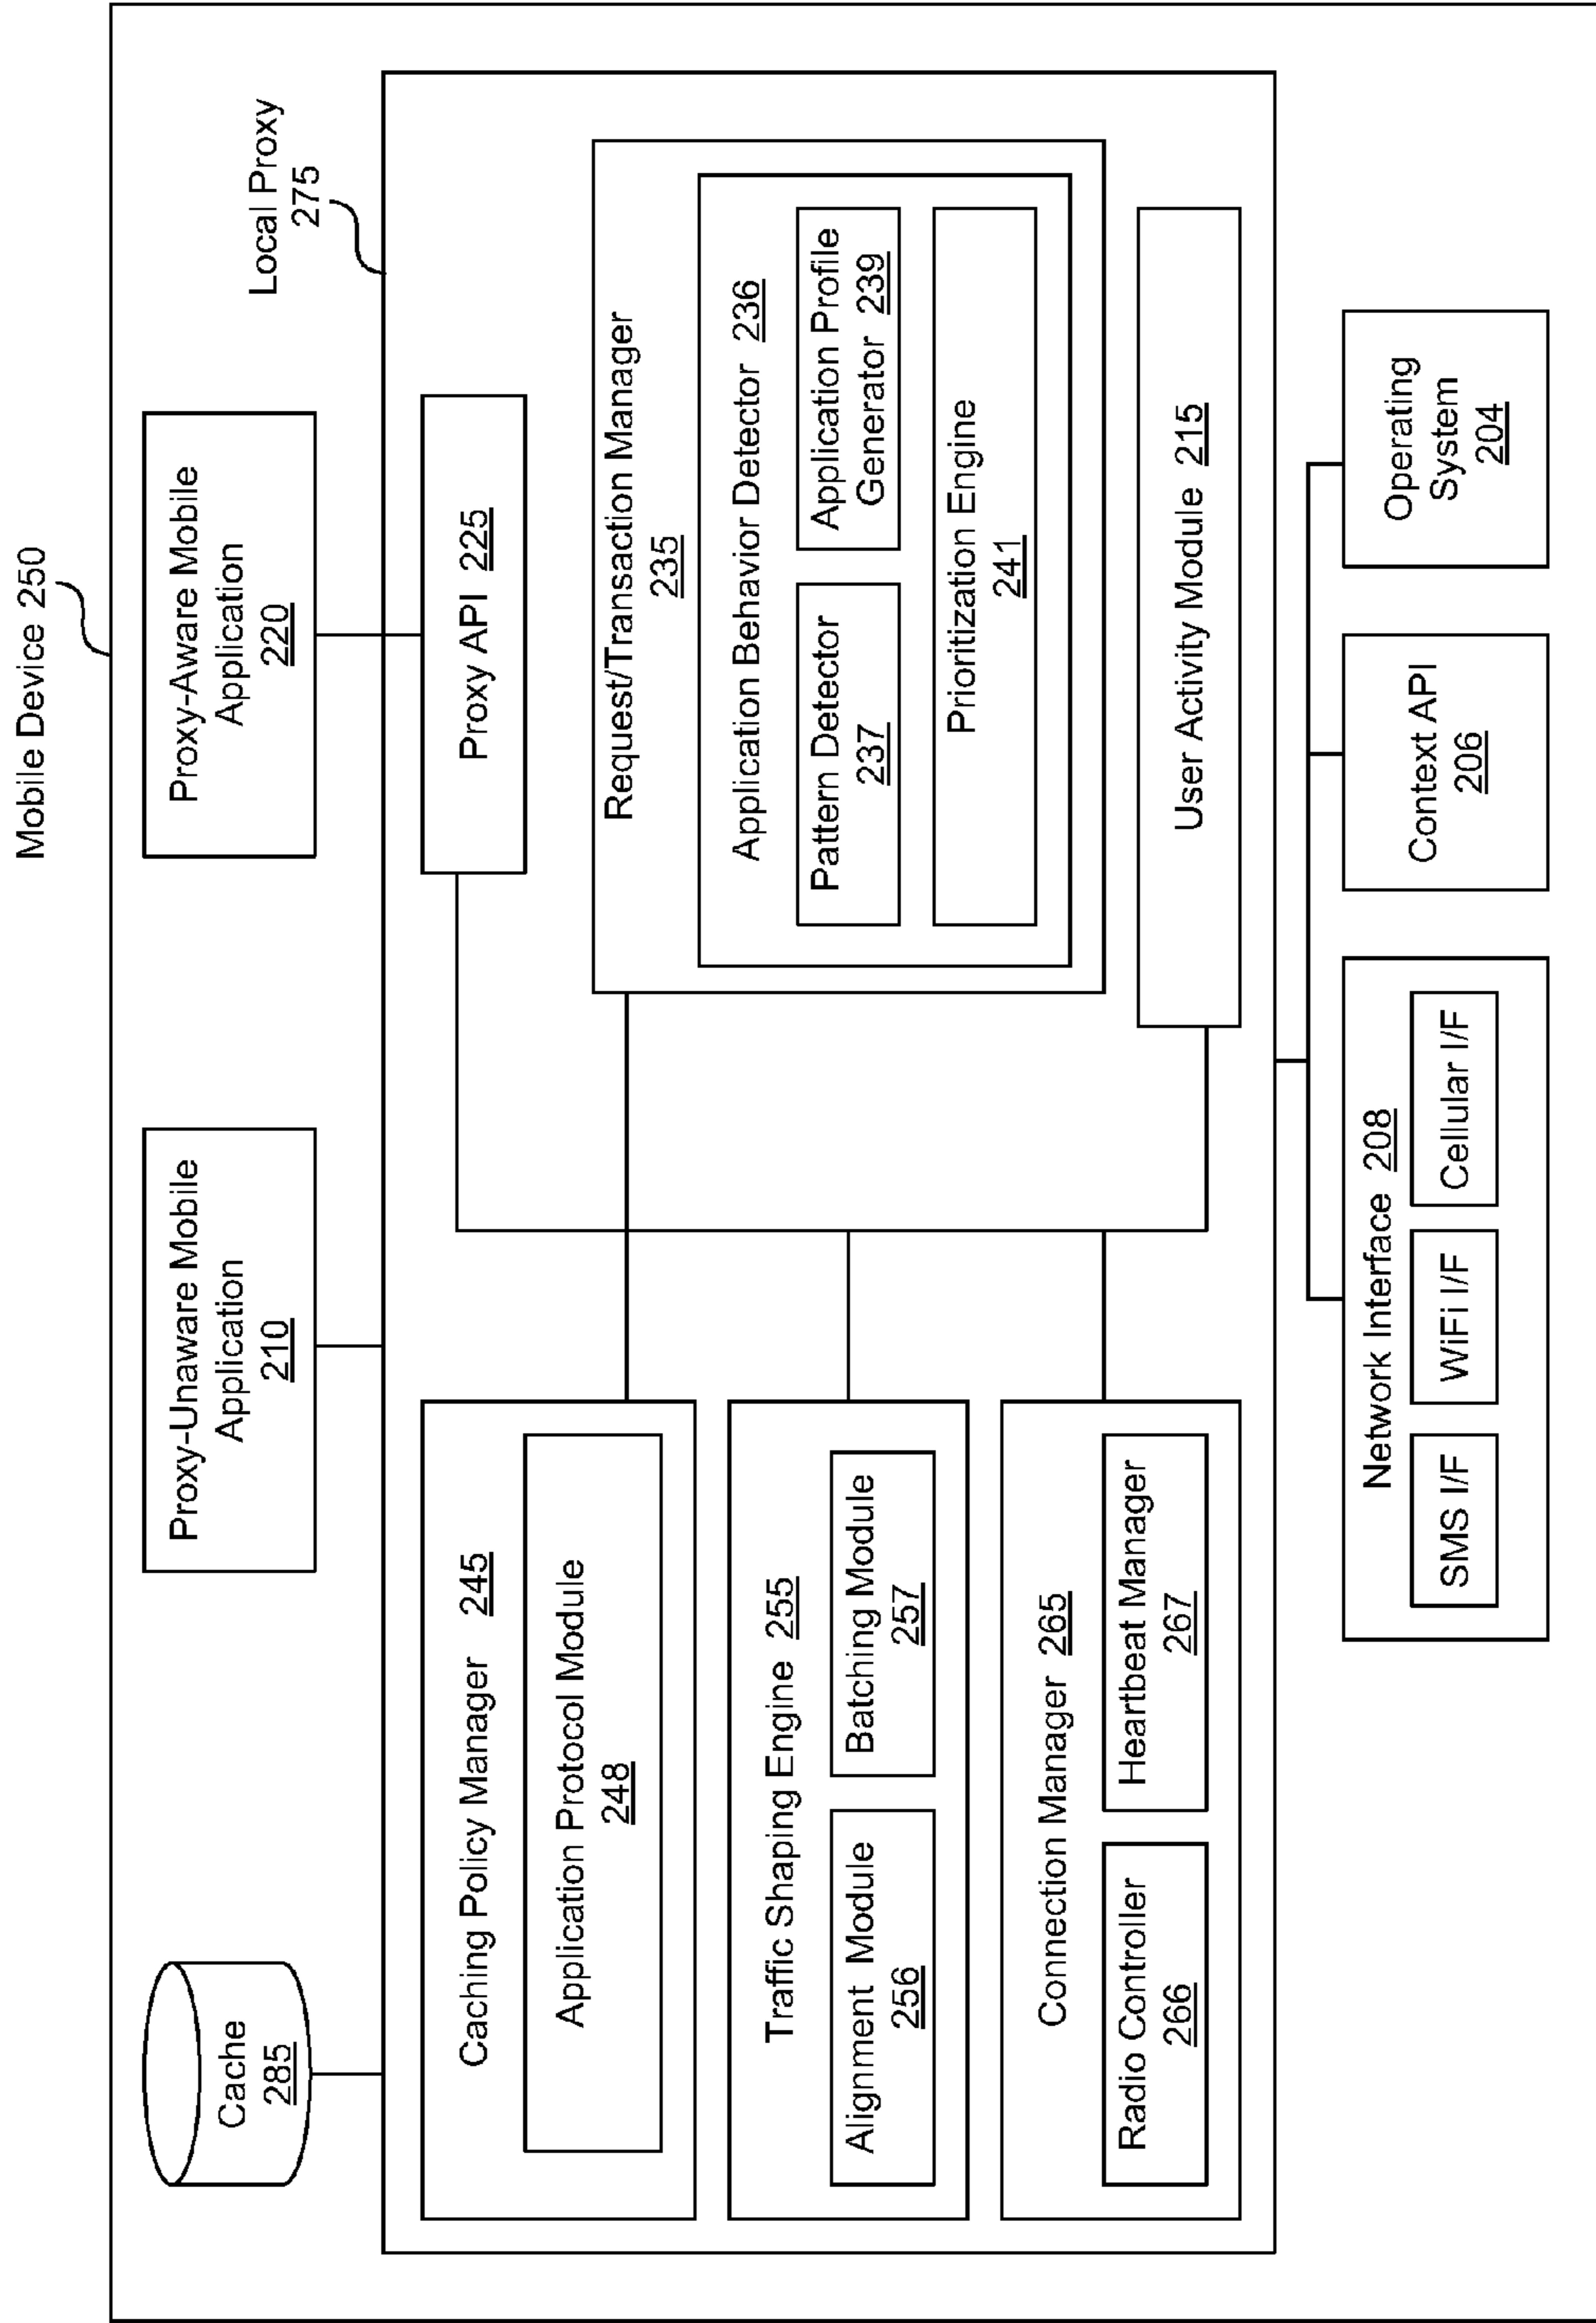 Mobile Device 250
Cache
285
Proxy-Unaware Mobile
Application
210
Proxy-Aware Mobile
Application
220
Local Proxy
275
Caching Policy Manager 245
Application Protocol Module
248
Traffic Shaping Engine 255
Alignment Module
256
Batching Module
257
Connection Manager 265
Radio Controller
266
Heartbeat Manager
267
Proxy API 225
Request/Transaction Manager
235
Application Behavior Detector 236
Pattern Detector
237
Application Profile
Generator 239
Prioritization Engine
241
User Activity Module 215
Network Interface 208
SMS I/F
WiFi I/F
Cellular I/F
Context API
206
Operating
System
204